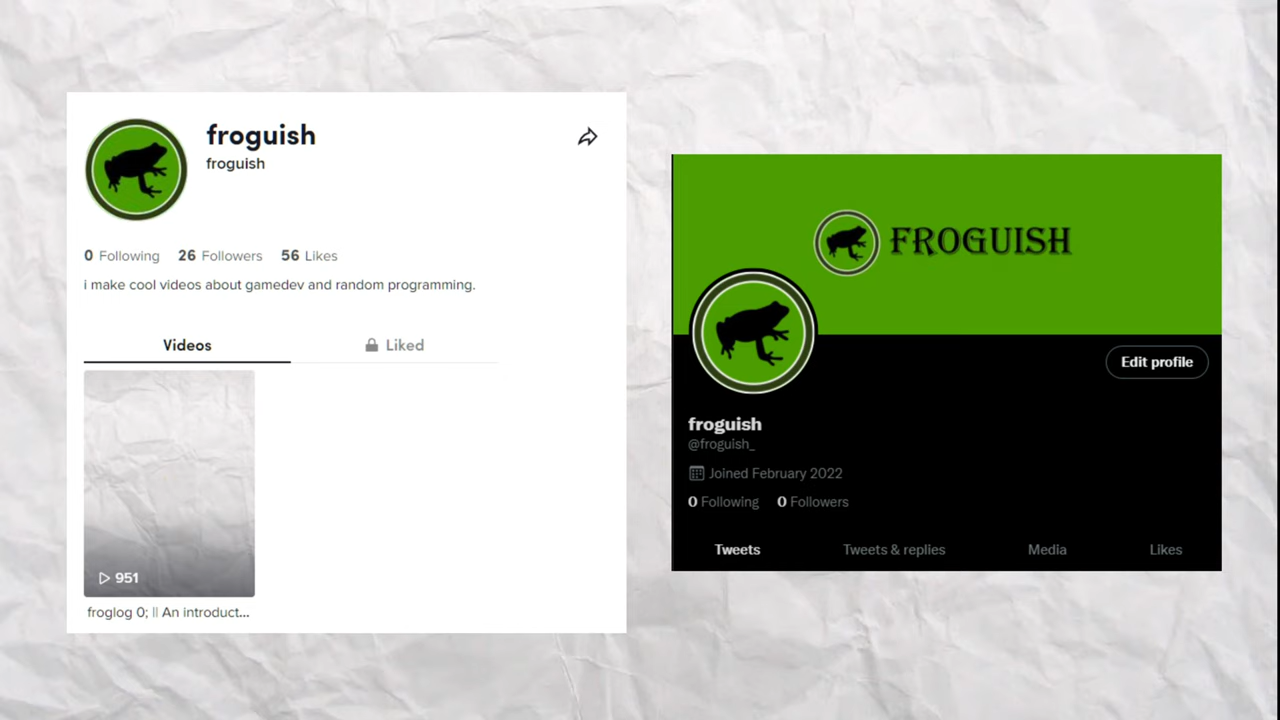 froguish
froguish
0 Following 26 Followers 56 Likes
i make cool videos about gamedev and random programming.
Videos Liked
951
froglog 0; || An introduct...
FROGUISH
Edit profile
froguish
@froguish_
Joined February 2022
0 Following 0 Followers
Tweets Tweets & replies Media Likes